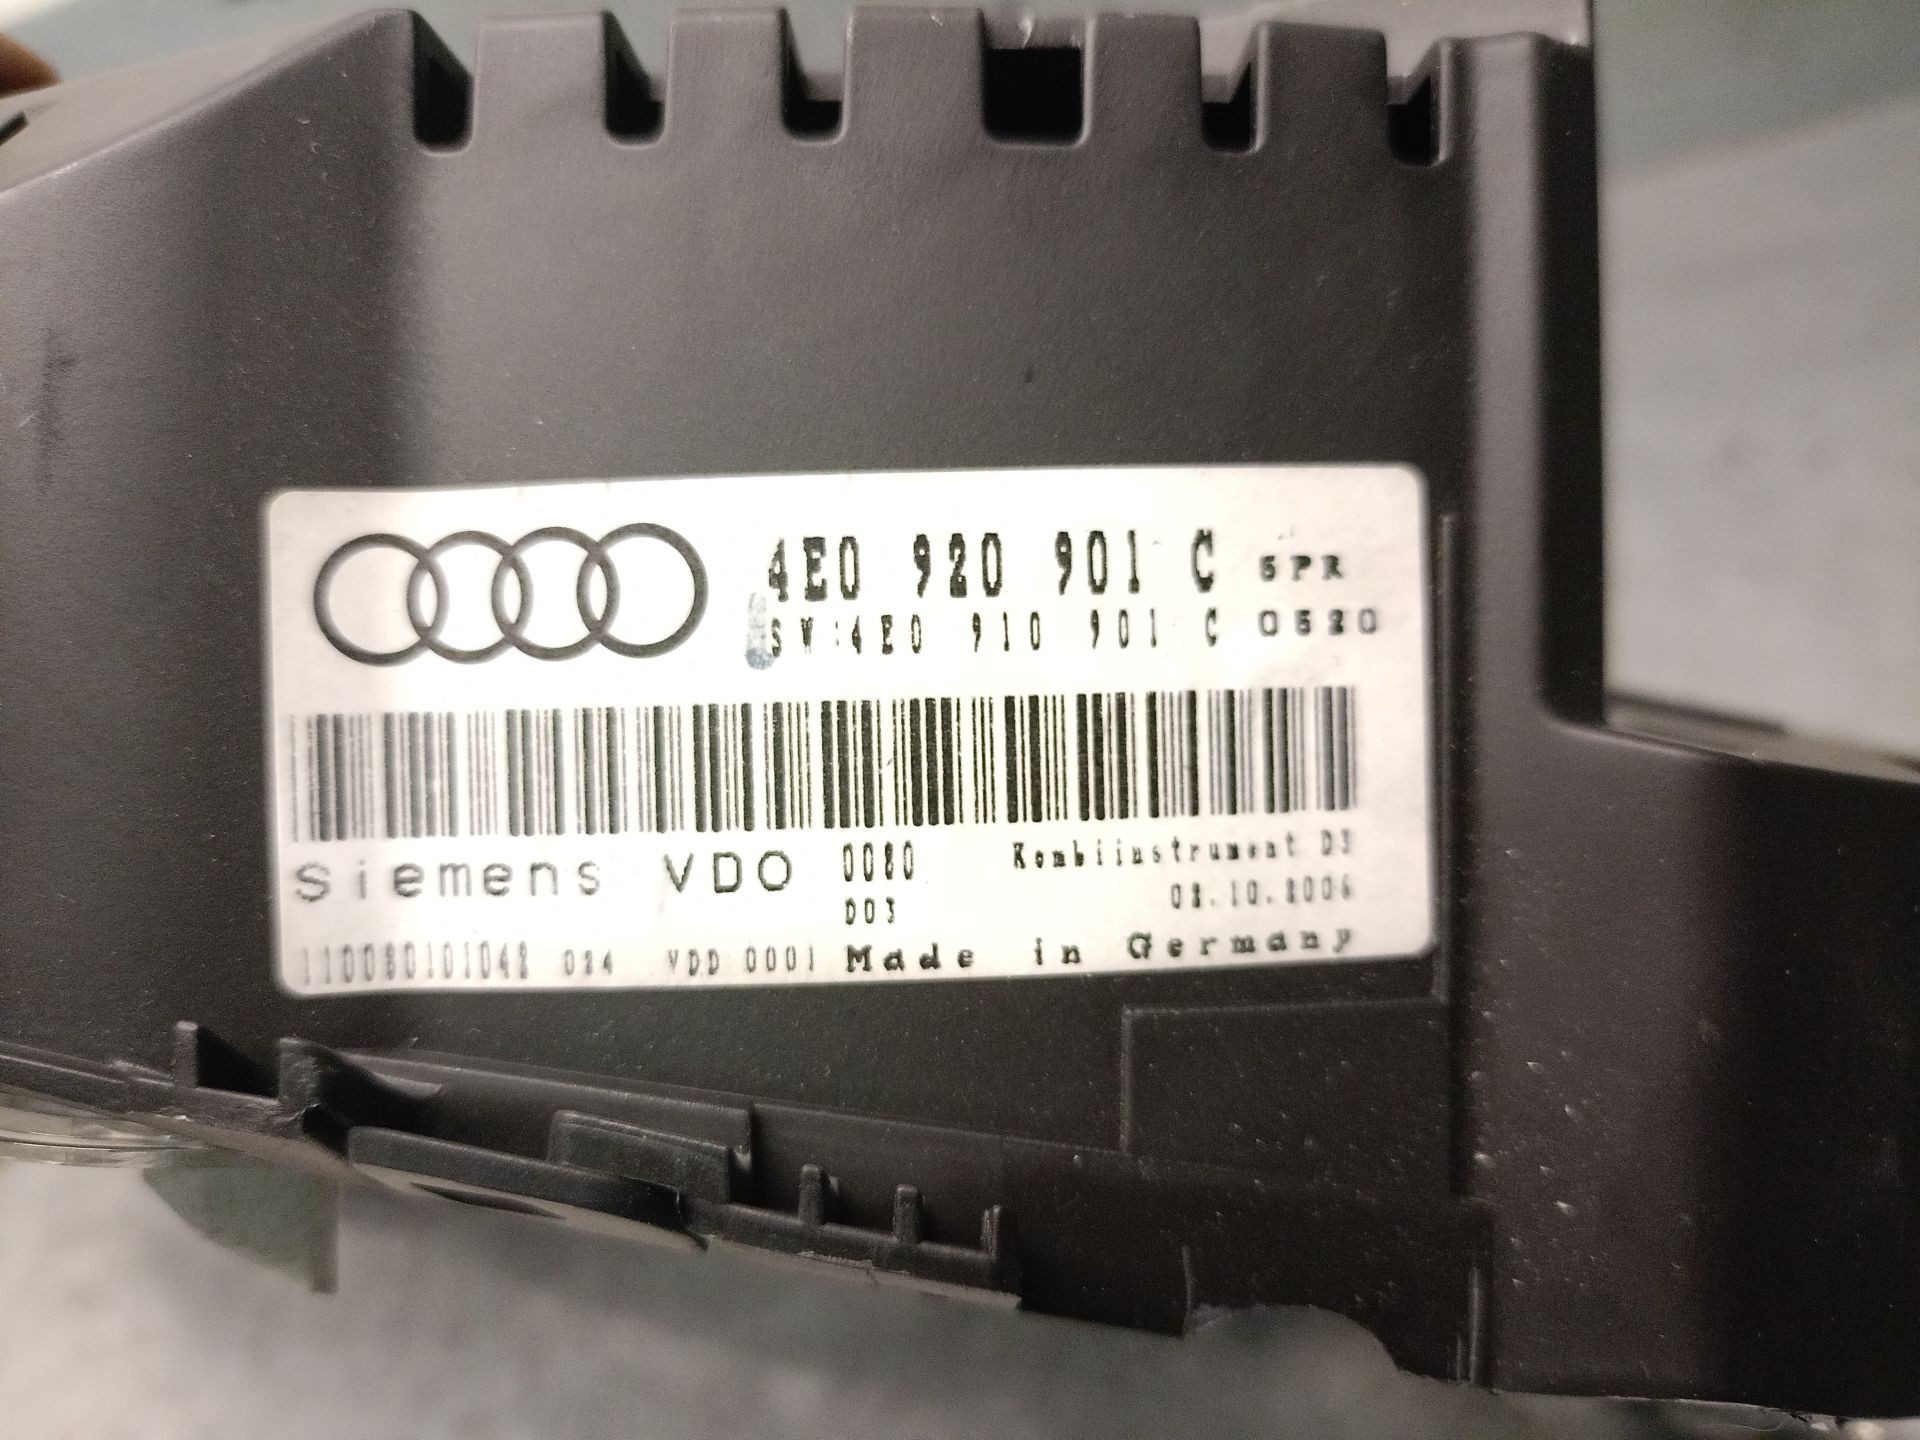 4E0 920 901 C 5PR
SW:4E0 910 901 C 0520
Siemens VDO 0080 Kombiinstrument D3
D03 02.10.2006
110080101042 024 VDD 0001 Made in Germany